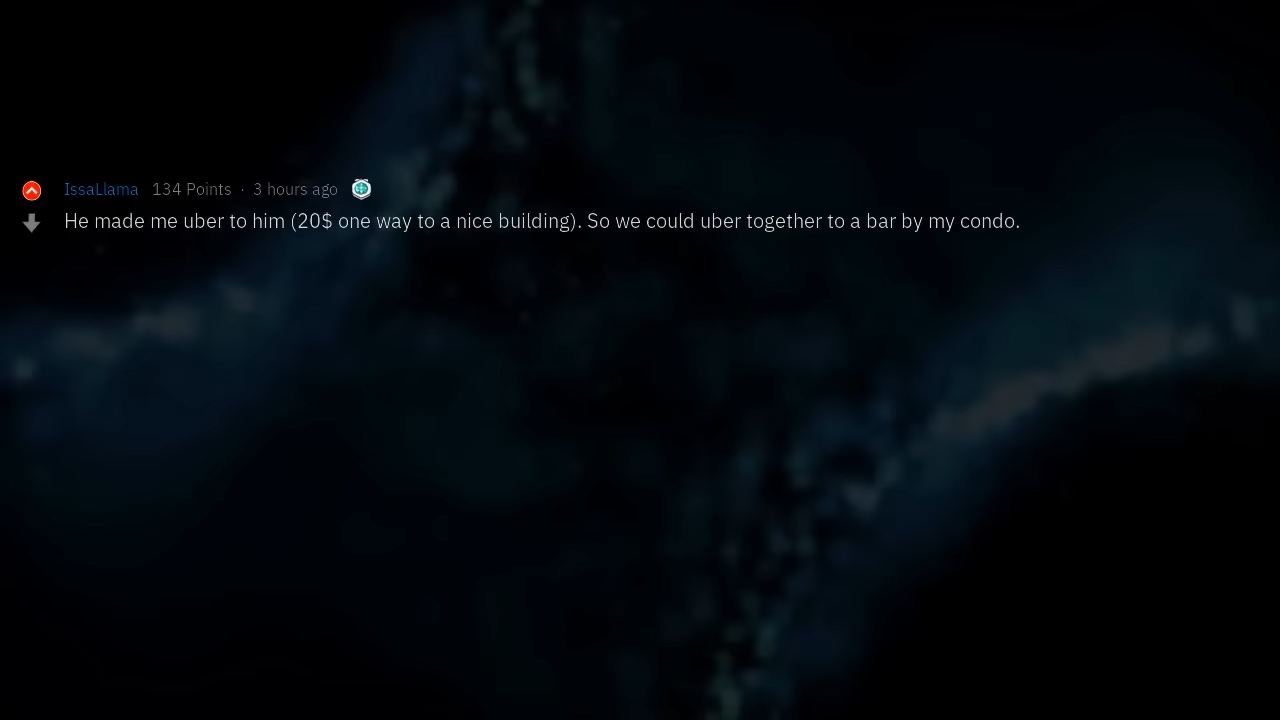 IssaLlama 134 Points · 3 hours ago
He made me uber to him (20$ one way to a nice building). So we could uber together to a bar by my condo.